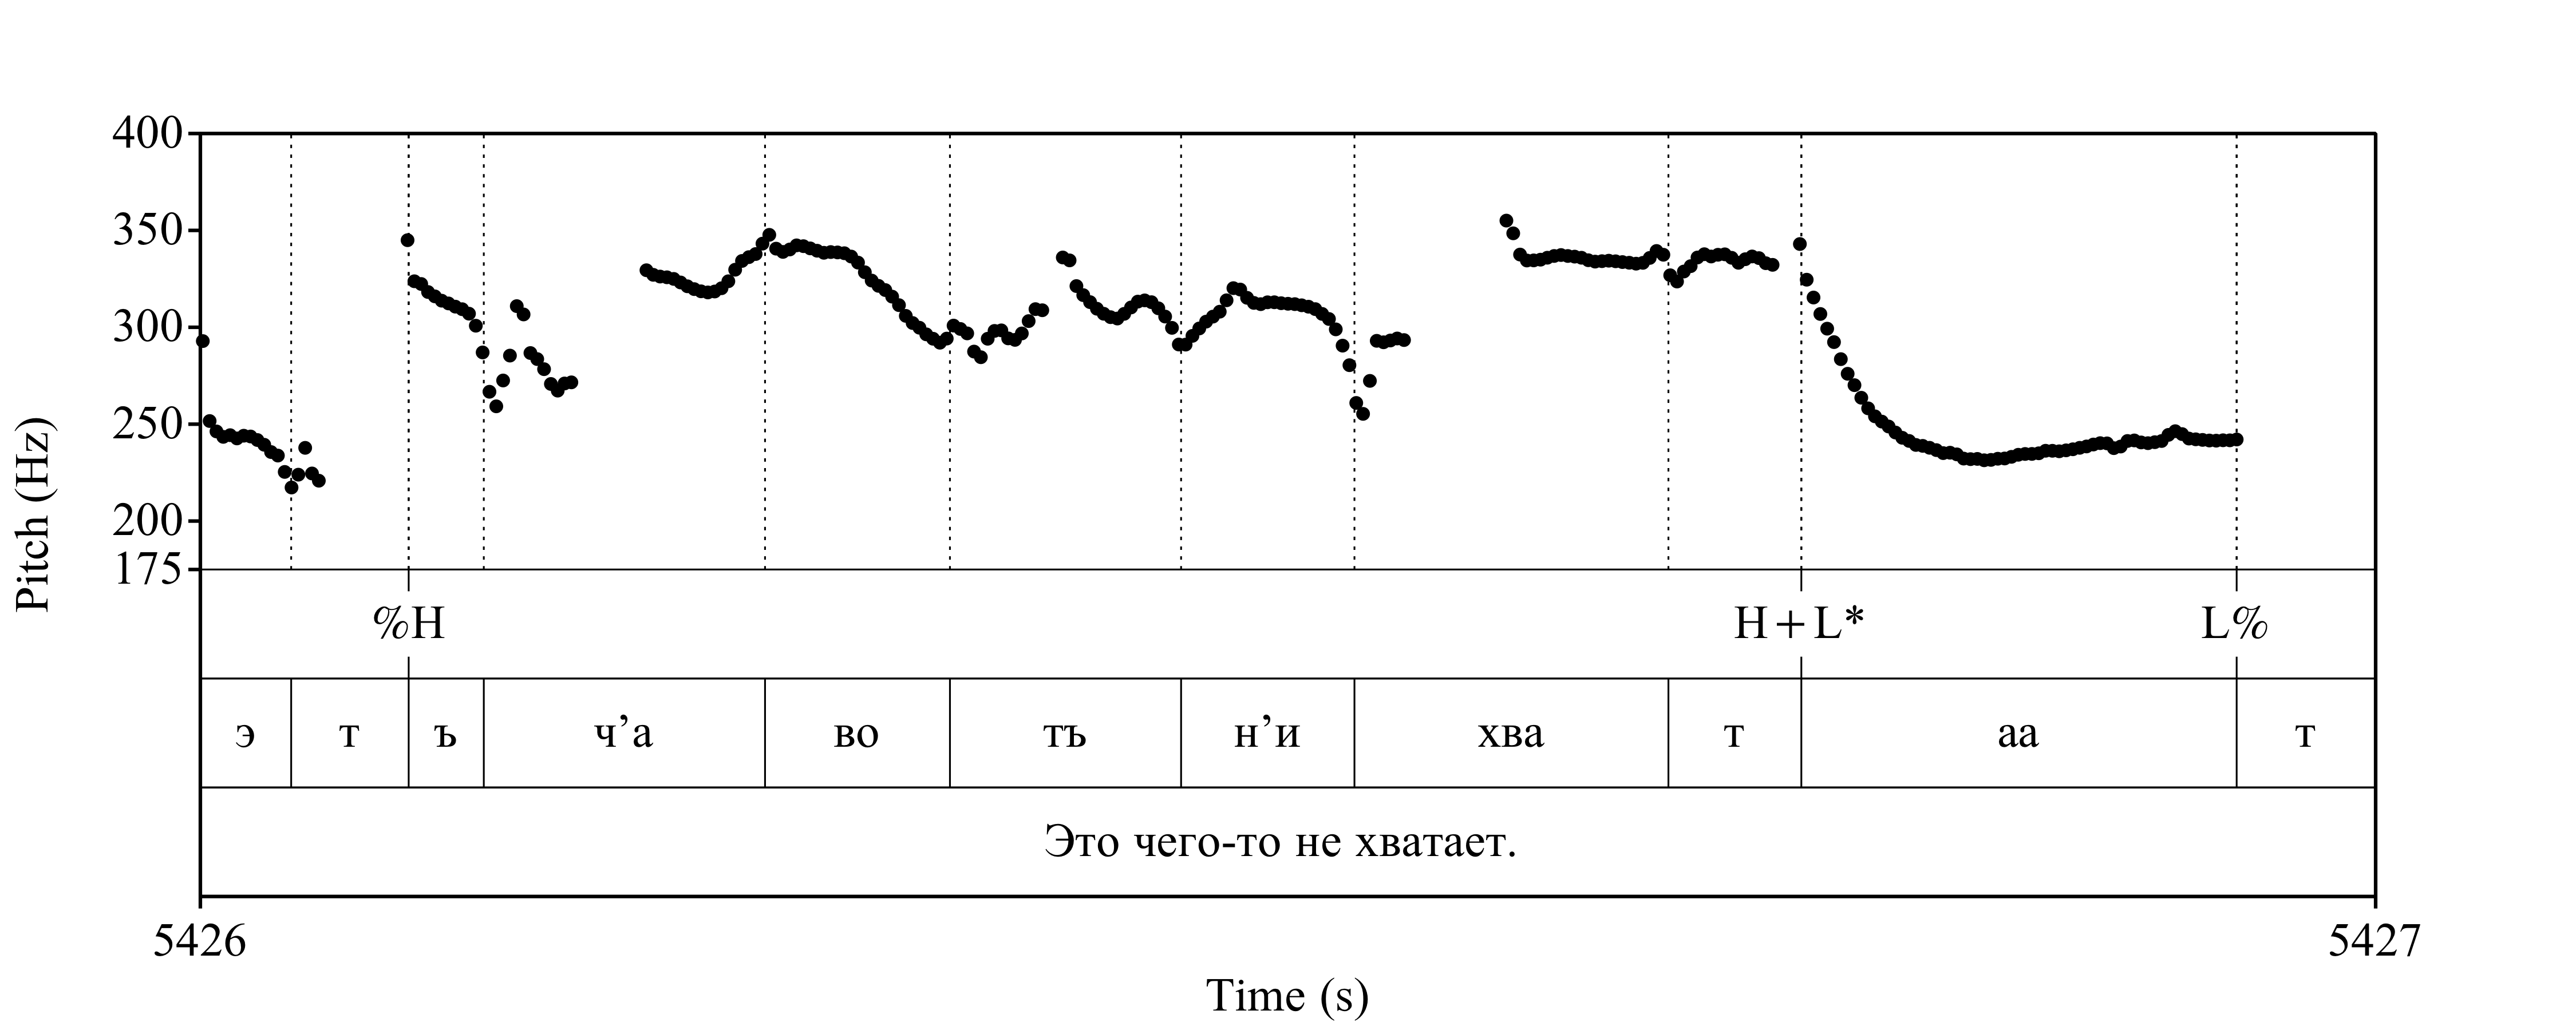 400
350
300
250
200
175
Pitch (Hz)
%H H+L* L%
э т ъ ч’а во тъ н’и хва т аа т
Это чего-то не хватает.
5426 5427
Time (s)